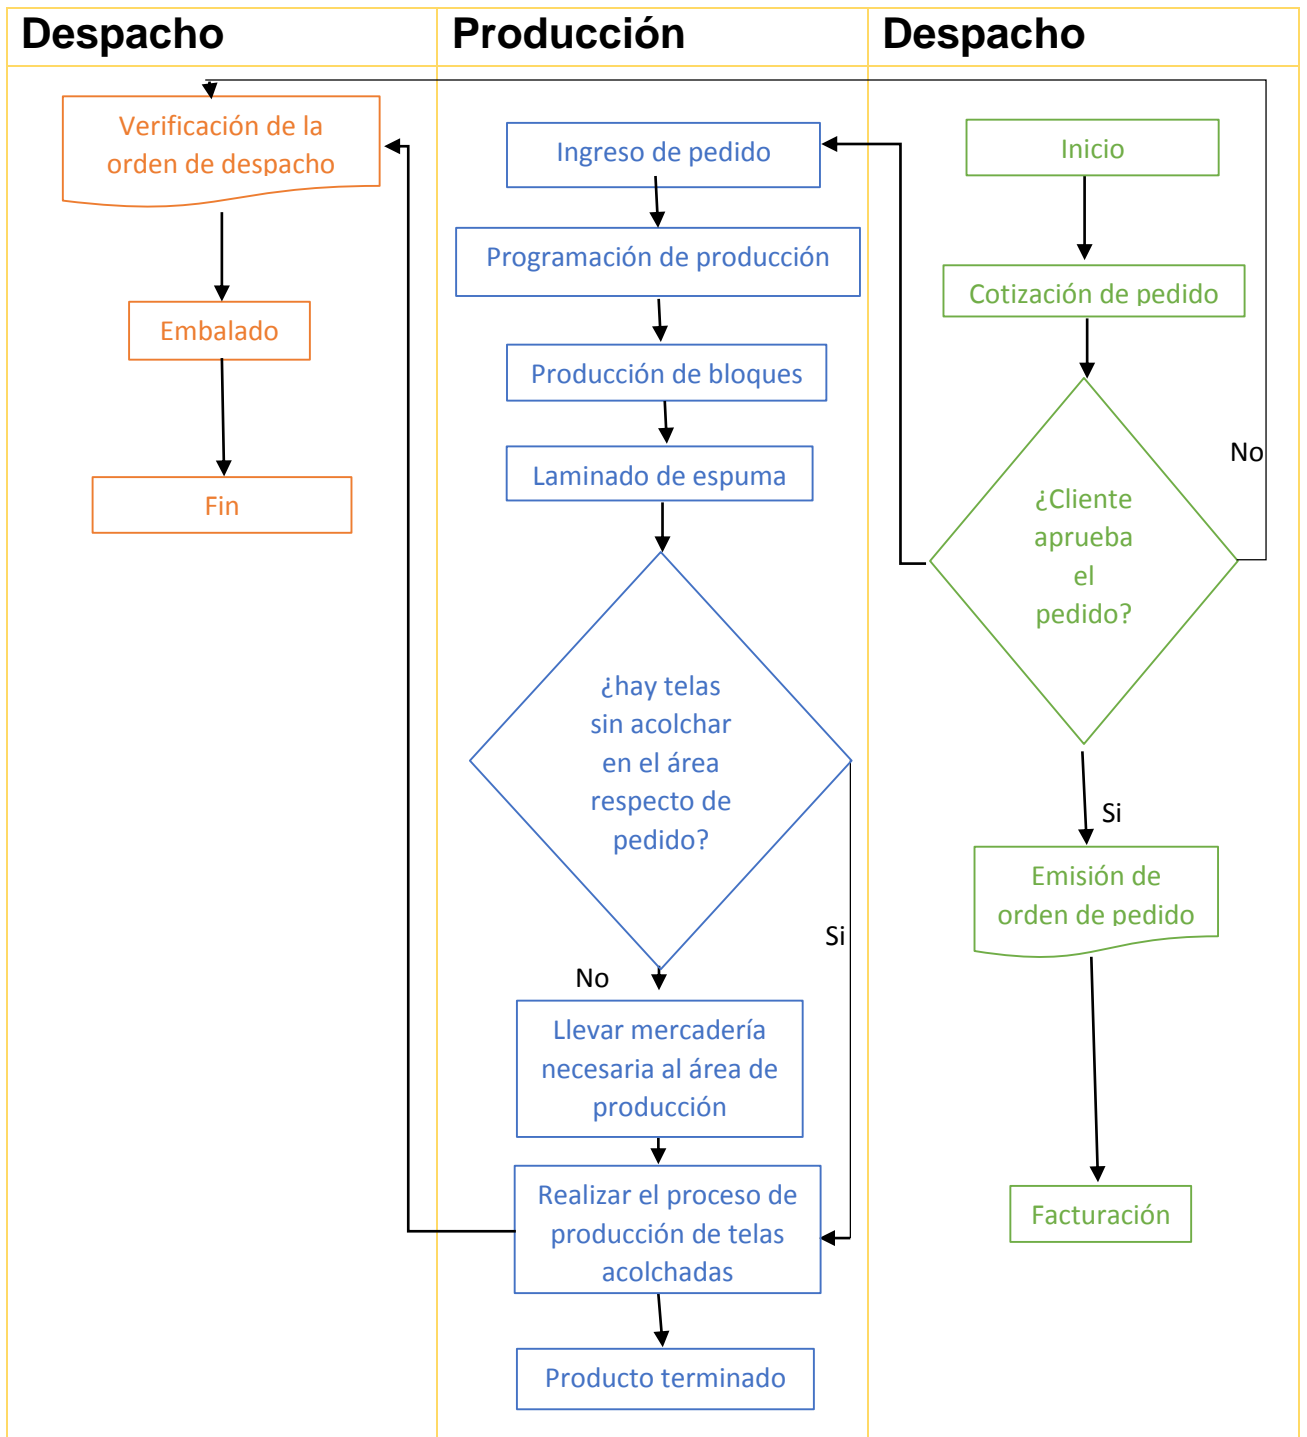 Despacho
Producción
Despacho
Verificación de la
orden de despacho
Embalado
Fin
Ingreso de pedido
Programación de producción
Producción de bloques
Laminado de espuma
¿hay telas
sin acolchar
en el área
respecto de
pedido?
Si
No
Llevar mercadería
necesaria al área de
producción
Realizar el proceso de
producción de telas
acolchadas
Producto terminado
Inicio
Cotización de pedido
No
¿Cliente
aprueba
el
pedido?
Si
Emisión de
orden de pedido
Facturación